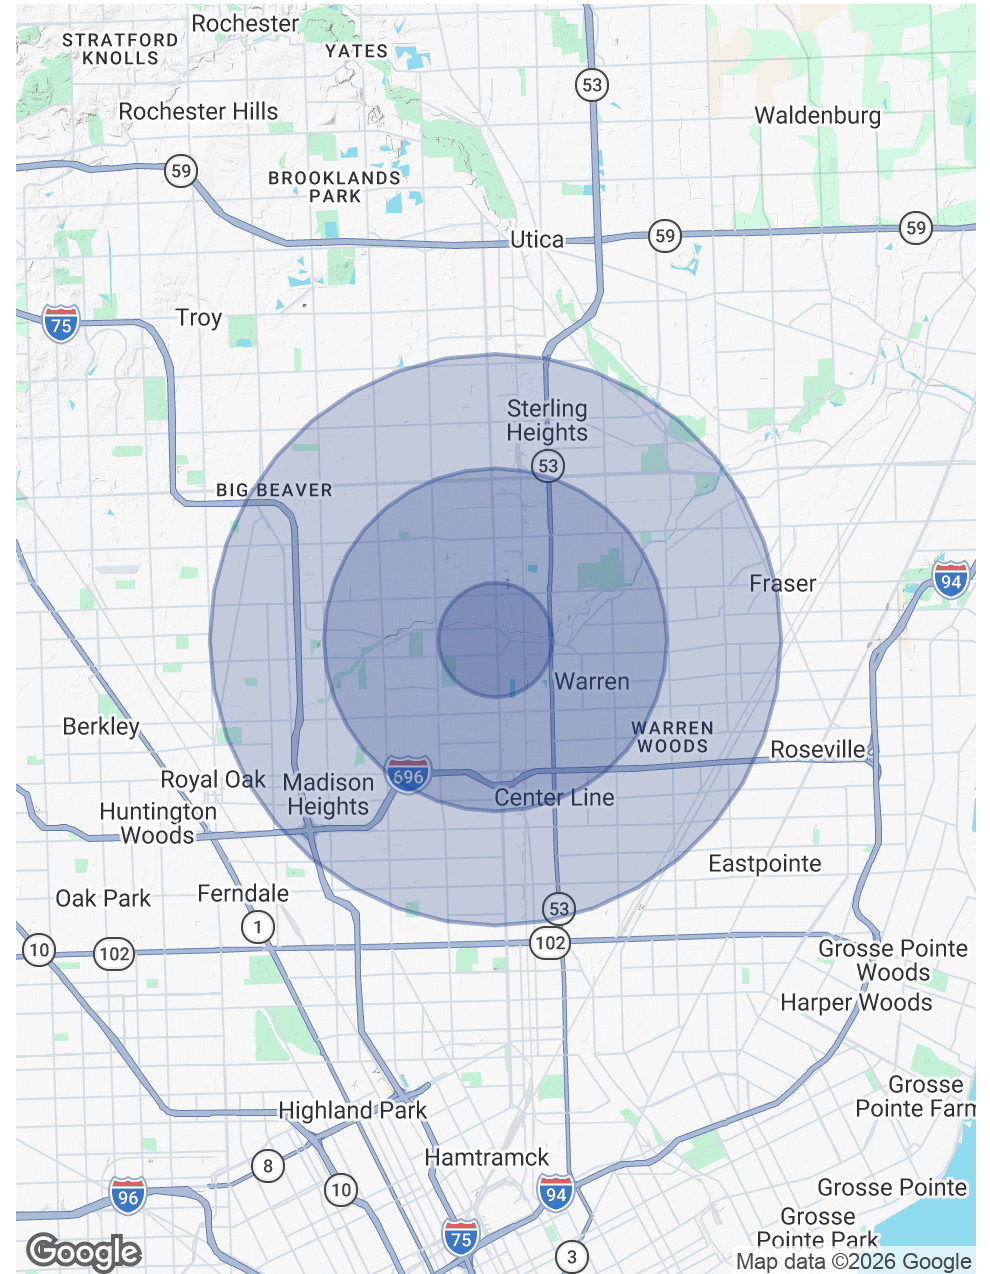 Rochester
STRATFORD
KNOLLS
YATES
53
Rochester Hills
Waldenburg
59
BROOKLANDS
PARK
Utica
59
59
75
Troy
Sterling
Heights
53
BIG BEAVER
Fraser
94
Warren
Berkley
WARREN
WOODS
Roseville
Royal Oak
Madison
Heights
696
Center Line
Huntington
Woods
Eastpointe
Oak Park
Ferndale
53
1
10
102
102
Grosse Pointe
Woods
Harper Woods
Grosse
Pointe Farm
Highland Park
Hamtramck
8
10
96
94
Grosse Pointe
Grosse
Pointe Park
75
3
Google
Map data ©2026 Google